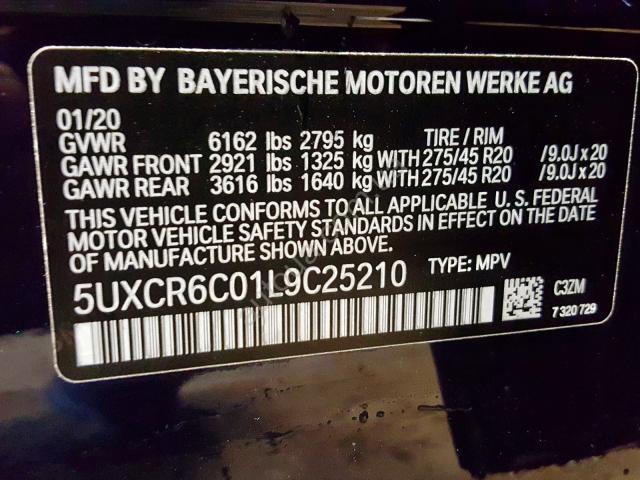 MFD BY BAYERISCHE MOTOREN WERKE AG
01/20
GVWR 6162 lbs 2795 kg TIRE / RIM
GAWR FRONT 2921 lbs 1325 kg WITH 275/45 R20 /9.0J x 20
GAWR REAR 3616 lbs 1640 kg WITH 275/45 R20 /9.0J x 20
THIS VEHICLE CONFORMS TO ALL APPLICABLE U. S. FEDERAL
MOTOR VEHICLE SAFETY STANDARDS IN EFFECT ON THE DATE
OF MANUFACTURE SHOWN ABOVE.
5UXCR6C01L9C25210 TYPE: MPV
C3ZM
7 320 729